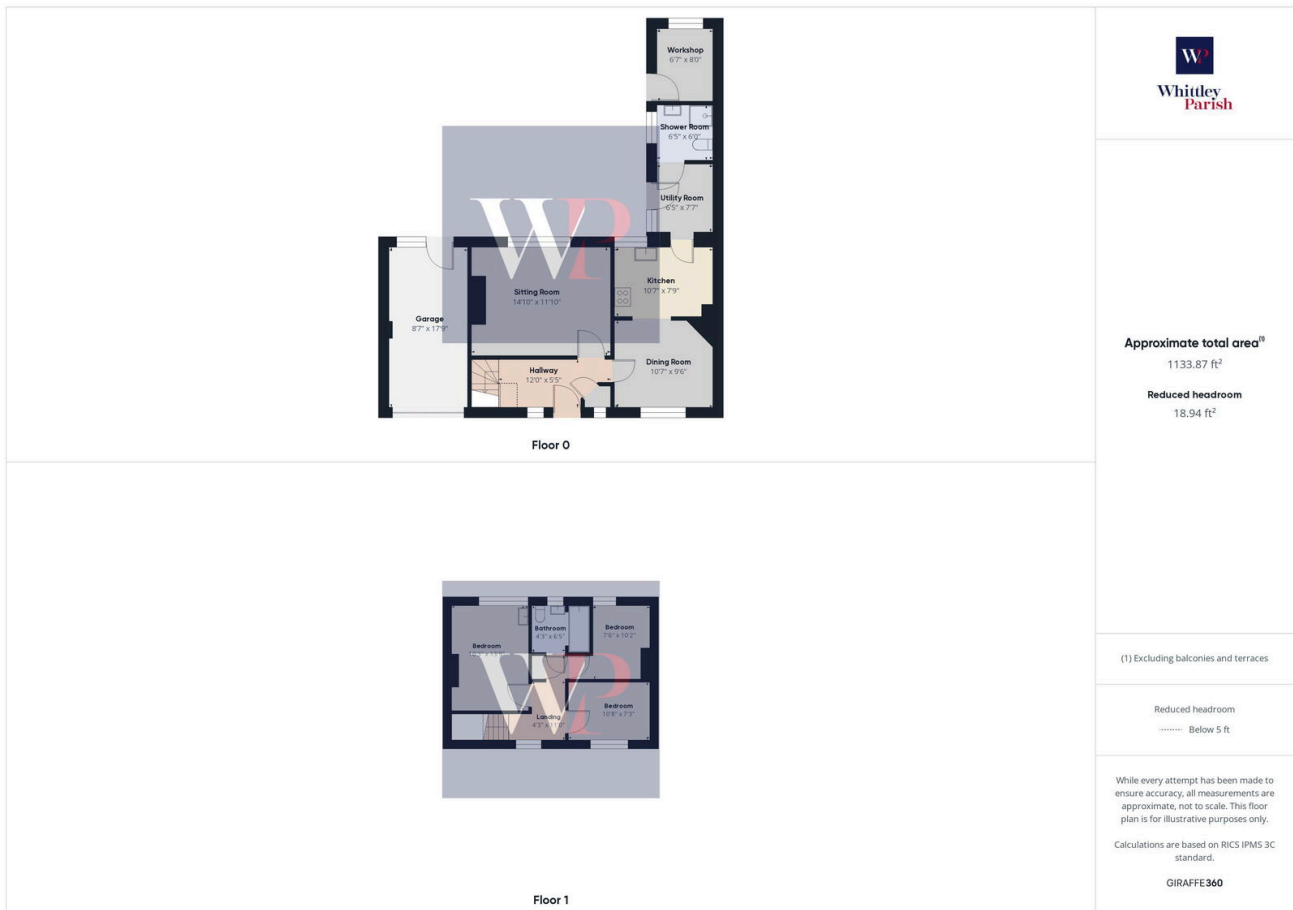 Workshop
6'7" x 8'0"
Shower Room
6'5" x 6'0"
Utility Room
6'5" x 7'7"
Kitchen
10'7" x 7'9"
Sitting Room
14'10" x 11'10"
Garage
8'7" x 17'9"
Dining Room
10'7" x 9'6"
Hallway
12'0" x 5'5"
WP
Floor 0
Bathroom
4'3" x 6'5"
Bedroom
7'6" x 10'2"
Bedroom
Bedroom
10'8" x 7'3"
Landing
4'3" x 11'0"
WP
Floor 1
WP
Whittley
Parish
Approximate total area(1)
1133.87 ft²
Reduced headroom
18.94 ft²
(1) Excluding balconies and terraces
Reduced headroom
Below 5 ft
While every attempt has been made to
ensure accuracy, all measurements are
approximate, not to scale. This floor
plan is for illustrative purposes only.
Calculations are based on RICS IPMS 3C
standard.
GIRAFFE360